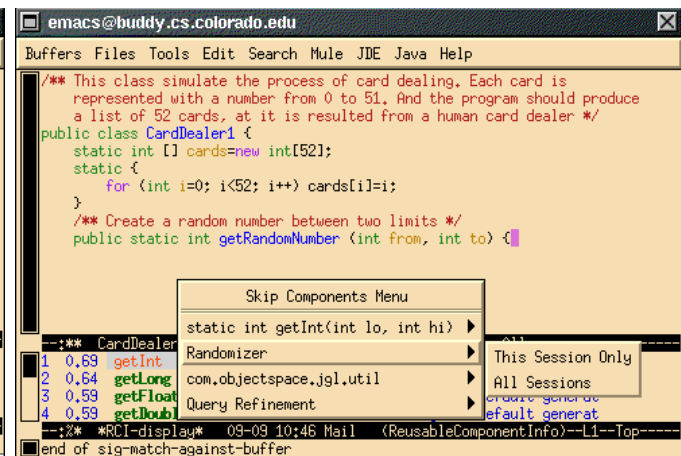 emacs@buddy.cs.colorado.edu
Buffers Files Tools Edit Search Mule JDE Java Help
/** This class simulate the process of card dealing. Each card is
represented with a number from 0 to 51. And the program should produce
a list of 52 cards, at it is resulted from a human card dealer */
public class CardDealer1 {
static int [] cards=new int[52];
static {
for (int i=0; i<52; i++) cards[i]=i;
}
/** Create a random number between two limits */
public static int getRandomNumber (int from, int to) {
Skip Components Menu
static int getInt(int lo, int hi)
Randomizer
com.objectspace.jgl.util
Query Refinement
This Session Only
All Sessions
--:** CardDealer
1 0.69 getInt
2 0.64 getLong
3 0.59 getFloat
4 0.59 getDoubl efault generat
--:%* *RCI-display* 09-09 10:46 Mail (ReusableComponentInfo)--L1--Top-----
end of sig-match-against-buffer